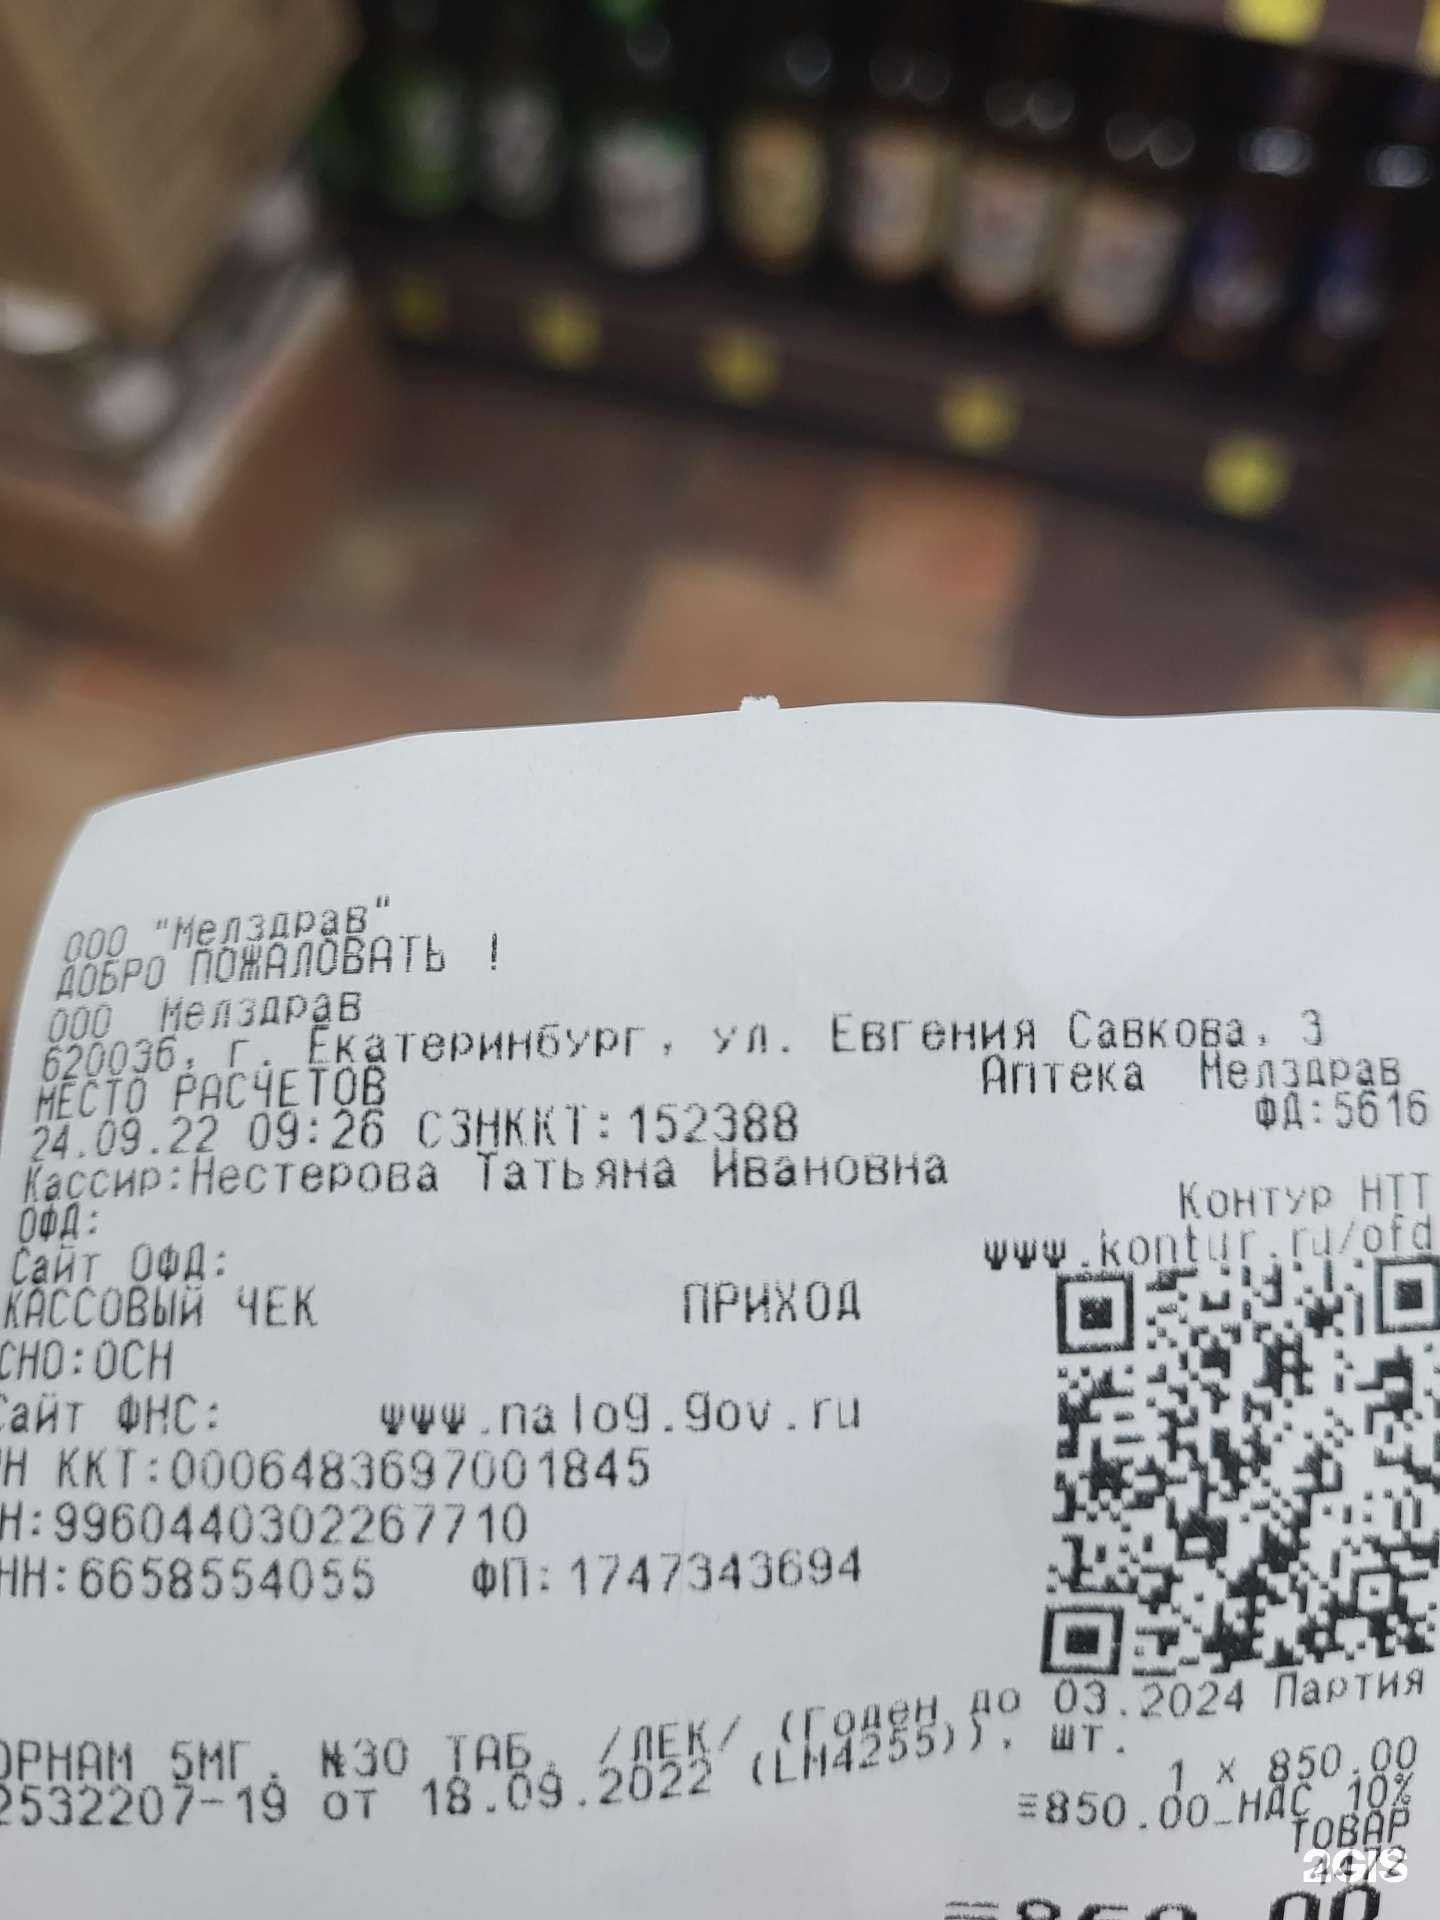 ООО "Мелздрав"
ДОБРО ПОЖАЛОВАТЬ !
ООО Мелздрав
620036, г. Екатеринбург, ул. Евгения Савкова, 3
МЕСТО РАСЧЕТОВ Аптека Мелздрав
24.09.22 09:26 СЗНККТ:152388 ФД:5616
Кассир:Нестерова Татьяна Ивановна
ОФД: Контур НТТ
Сайт ОФД: www.kontur.ru/ofd
КАССОВЫЙ ЧЕК ПРИХОД
СНО:ОСН
Сайт ФНС: www.nalog.gov.ru
Н ККТ:0006483697001845
Н:9960440302267710
НН:6658554055 ФП:1747343694
ОРНАМ 5МГ. №30 ТАБ. /ЛЕК/ (Годен до 03.2024 Партия
2532207-19 от 18.09.2022 (LM4255)), шт.
1 x 850.00
≡850.00_НДС 10%
ТОВАР
2GIS